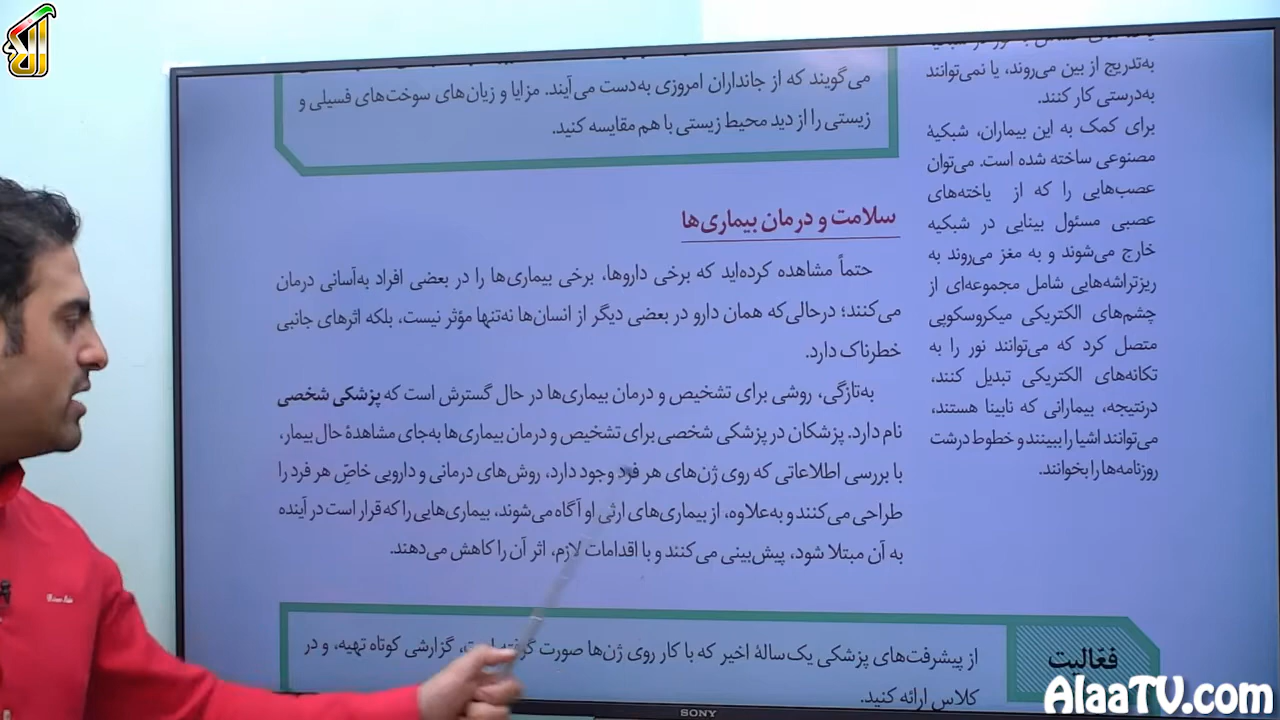 می‌گویند که از جانداران امروزی به‌دست می‌آیند. مزایا و زیان‌های سوخت‌های فسیلی و
زیستی را از دید محیط زیستی با هم مقایسه کنید.
سلامت و درمان بیماری‌ها
حتماً مشاهده کرده‌اید که برخی داروها، برخی بیماری‌ها را در بعضی افراد به‌آسانی درمان
می‌کنند؛ درحالی‌که همان دارو در بعضی دیگر از انسان‌ها نه‌تنها مؤثر نیست، بلکه اثرهای جانبی
خطرناک دارد.
به‌تازگی، روشی برای تشخیص و درمان بیماری‌ها در حال گسترش است که پزشکی شخصی
نام دارد. پزشکان در پزشکی شخصی برای تشخیص و درمان بیماری‌ها به‌جای مشاهدهٔ حال بیمار،
با بررسی اطلاعاتی که روی ژن‌های هر فرد وجود دارد، روش‌های درمانی و دارویی خاصِّ هر فرد را
طراحی می‌کنند و به‌علاوه، از بیماری‌های ارثی او آگاه می‌شوند، بیماری‌هایی را که قرار است در آینده
به آن مبتلا شود، پیش‌بینی می‌کنند و با اقدامات لازم، اثر آن را کاهش می‌دهند.
فعّالیت
از پیشرفت‌های پزشکی یک‌سالهٔ اخیر که با کار روی ژن‌ها صورت گرفته است، گزارشی کوتاه تهیه، و در
کلاس ارائه کنید.
به‌تدریج از بین می‌روند، یا نمی‌توانند
به‌درستی کار کنند.
برای کمک به این بیماران، شبکیهٔ
مصنوعی ساخته شده است. می‌توان
عصب‌هایی را که از یاخته‌های
عصبی مسئول بینایی در شبکیه
خارج می‌شوند و به مغز می‌روند به
ریزتراشه‌هایی شامل مجموعه‌ای از
چشم‌های الکتریکی میکروسکوپی
متصل کرد که می‌توانند نور را به
تکانه‌های الکتریکی تبدیل کنند،
درنتیجه، بیمارانی که نابینا هستند،
می‌توانند اشیا را ببینند و خطوط درشت
روزنامه‌ها را بخوانند.
SONY
AlaaTV.com